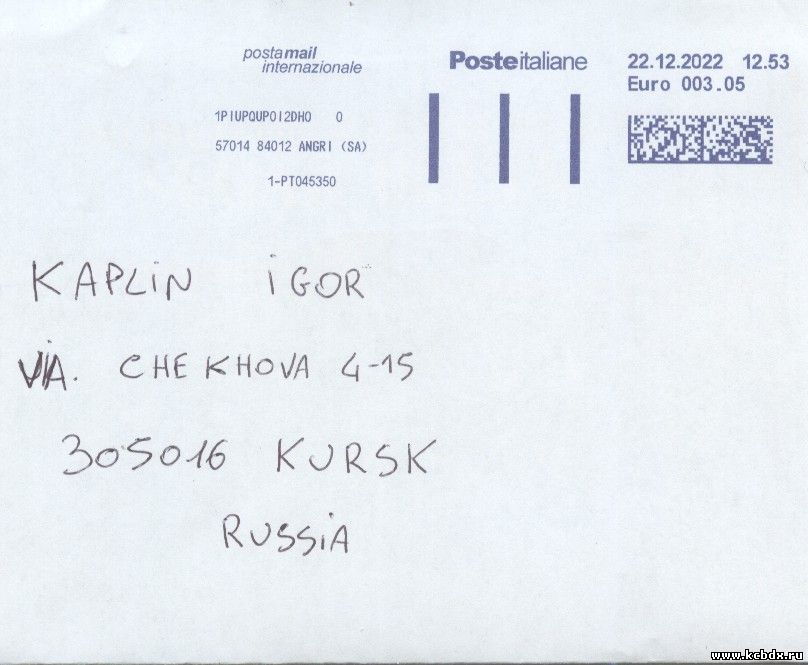 postamail
internazionale
Posteitaliane
22.12.2022 12.53
Euro 003.05
1PIUPQUPOI2DHO 0
57014 84012 ANGRI (SA)
1-PT045350
KAPLIN IGOR
VIA. CHEKHOVA 4-15
305016 KURSK
RUSSIA
www.kcbdx.ru